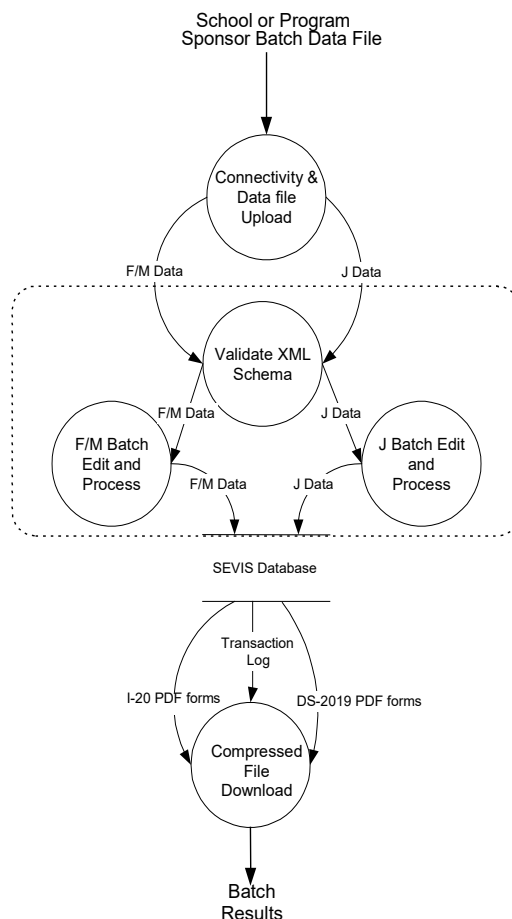 School or Program
Sponsor Batch Data File
Connectivity &
Data file
Upload
F/M Data
J Data
Validate XML
Schema
F/M Data
J Data
F/M Batch
Edit and
Process
J Batch Edit
and
Process
F/M Data
J Data
SEVIS Database
Transaction
Log
I-20 PDF forms
DS-2019 PDF forms
Compressed
File
Download
Batch
Results